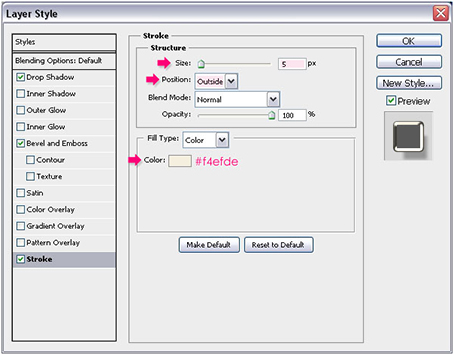 Layer Style
Styles
Blending Options: Default
Drop Shadow
Inner Shadow
Outer Glow
Inner Glow
Bevel and Emboss
Contour
Texture
Satin
Color Overlay
Gradient Overlay
Pattern Overlay
Stroke
Stroke
Structure
Size: 5 px
Position: Outside
Blend Mode: Normal
Opacity: 100 %
Fill Type: Color
Color: #f4efde
Make Default Reset to Default
OK
Cancel
New Style...
Preview